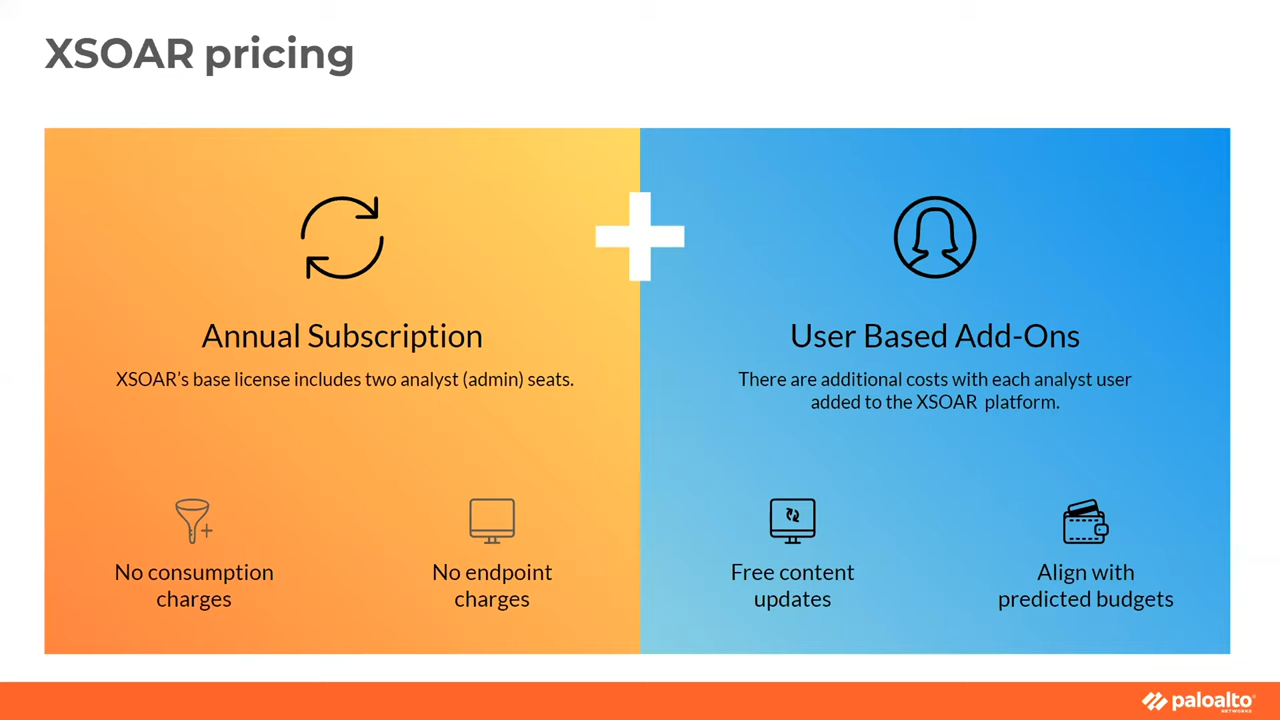 XSOAR pricing
Annual Subscription
XSOAR's base license includes two analyst (admin) seats.
No consumption
charges
No endpoint
charges
User Based Add-Ons
There are additional costs with each analyst user
added to the XSOAR platform.
Free content
updates
Align with
predicted budgets
paloalto
NETWORKS